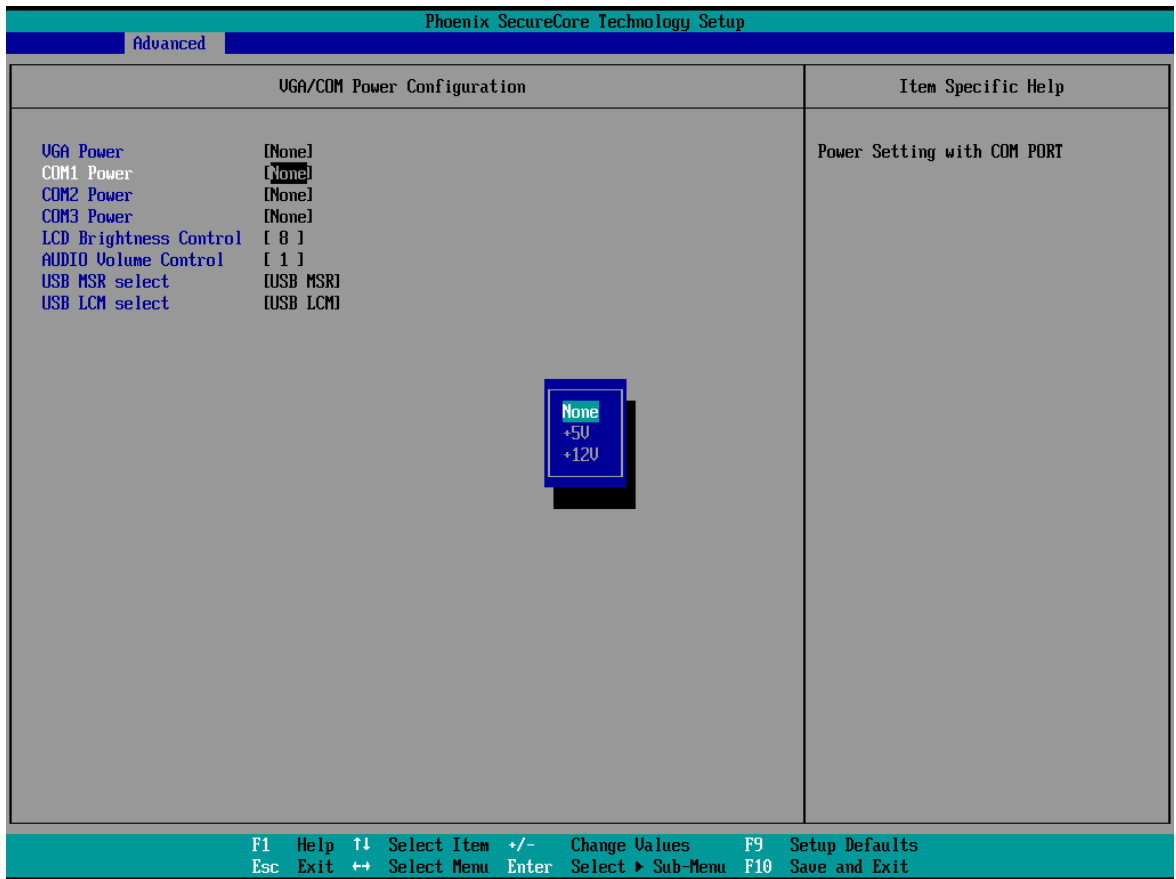 Phoenix SecureCore Technology Setup
Advanced
VGA/COM Power Configuration
Item Specific Help
VGA Power [None]
COM1 Power [None]
COM2 Power [None]
COM3 Power [None]
LCD Brightness Control [ 8 ]
AUDIO Volume Control [ 1 ]
USB MSR select [USB MSR]
USB LCM select [USB LCM]
Power Setting with COM PORT
None
+5V
+12V
F1 Help ↑↓ Select Item +/- Change Values F9 Setup Defaults
Esc Exit ↔ Select Menu Enter Select ▶ Sub-Menu F10 Save and Exit